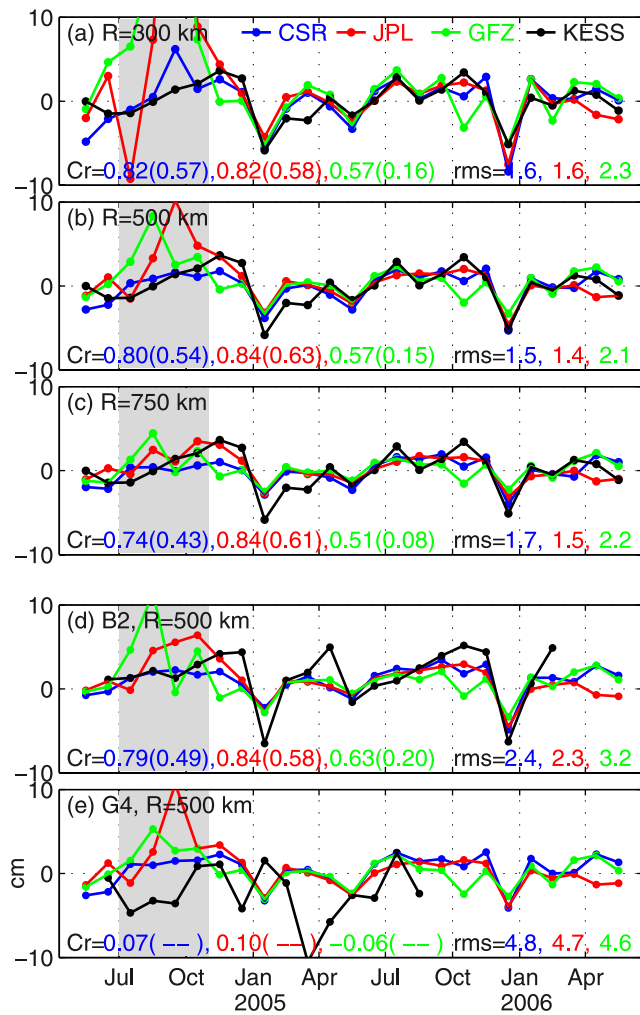 10
(a) R=300 km
CSR
JPL
GFZ
KESS
0
−10
Cr=0.82(0.57),0.82(0.58),0.57(0.16) rms=1.6, 1.6, 2.3
10
(b) R=500 km
0
−10
Cr=0.80(0.54),0.84(0.63),0.57(0.15) rms=1.5, 1.4, 2.1
10
(c) R=750 km
0
−10
Cr=0.74(0.43),0.84(0.61),0.51(0.08) rms=1.7, 1.5, 2.2
10
(d) B2, R=500 km
0
−10
Cr=0.79(0.49),0.84(0.58),0.63(0.20) rms=2.4, 2.3, 3.2
10
(e) G4, R=500 km
0
cm
−10
Cr=0.07( −− ), 0.10( −− ), −0.06( −− ) rms=4.8, 4.7, 4.6
Jul Oct Jan Apr Jul Oct Jan Apr
2005 2006